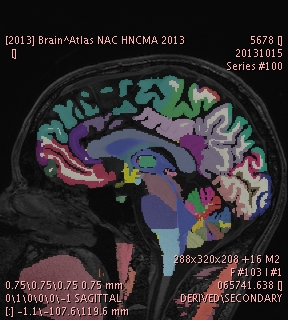 [2013] Brain^Atlas NAC HNCMA 2013
[]
5678 []
20131015
Series #100
288x320x208 +16 M2
F #103 I #1
065741.638 []
DERIVED\SECONDARY
0.75\0.75\0.75 0.75 mm
0\1\0\0\0\-1 SAGITTAL
[:] -1.1\-107.6\119.6 mm